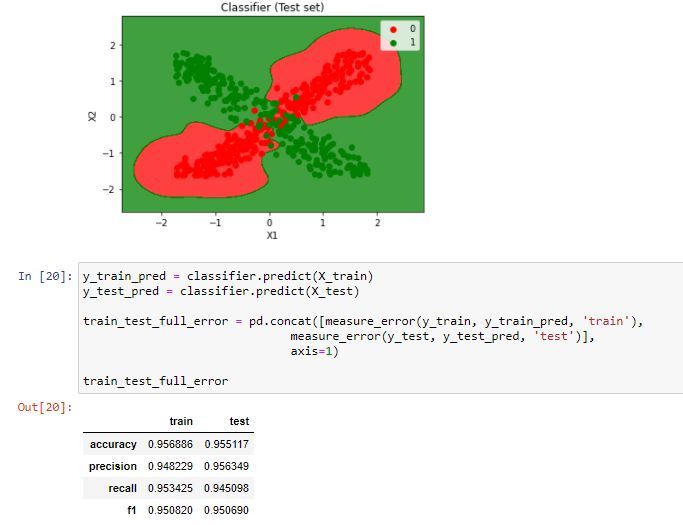 Classifier (Test set)
0
1
2
1
0
−1
−2
X2
−2 −1 0 1 2
X1
In [20]: y_train_pred = classifier.predict(X_train)
y_test_pred = classifier.predict(X_test)
train_test_full_error = pd.concat([measure_error(y_train, y_train_pred, 'train'),
measure_error(y_test, y_test_pred, 'test')],
axis=1)
train_test_full_error
Out[20]:
train test
accuracy 0.956886 0.955117
precision 0.948229 0.956349
recall 0.953425 0.945098
f1 0.950820 0.950690